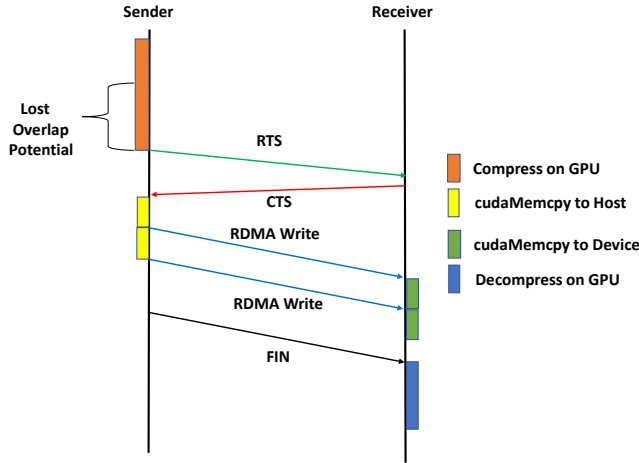 Sender
Receiver
Lost
Overlap
Potential
RTS
CTS
RDMA Write
RDMA Write
FIN
Compress on GPU
cudaMemcpy to Host
cudaMemcpy to Device
Decompress on GPU